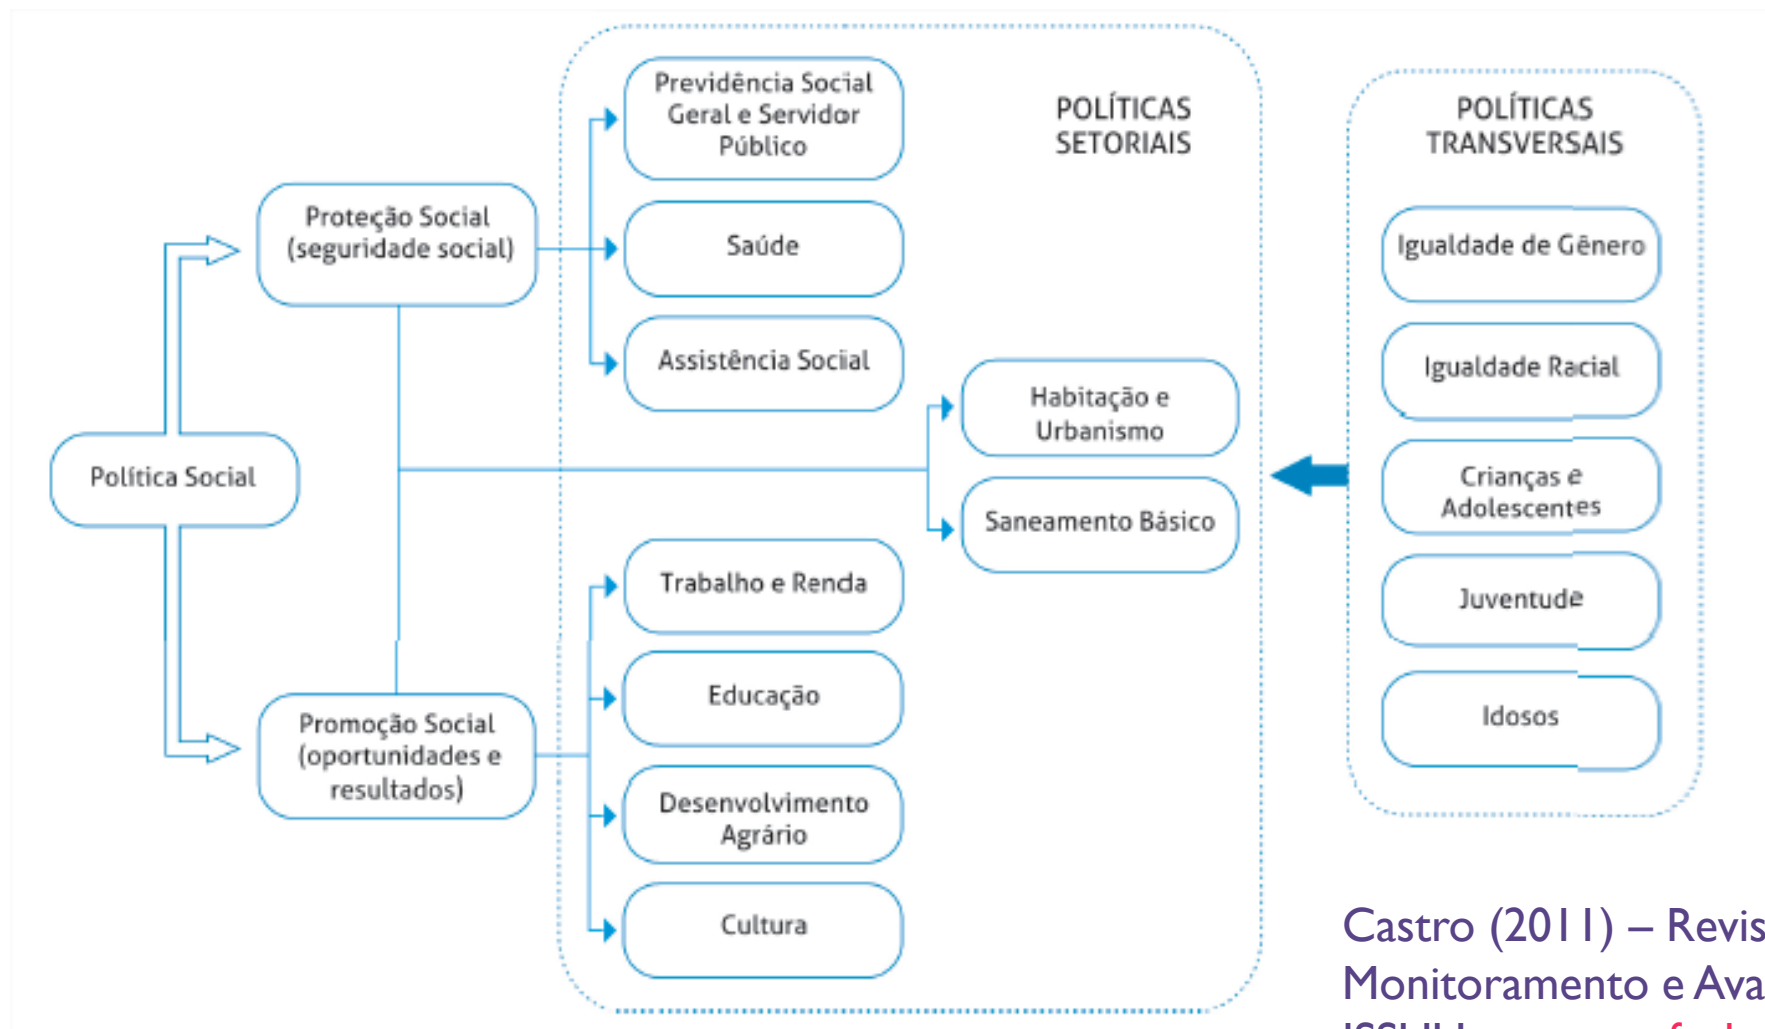 Previdência Social
Geral e Servidor
Público
POLÍTICAS
SETORIAIS
POLÍTICAS
TRANSVERSAIS
Proteção Social
(seguridade social)
Saúde
Igualdade de Gênero
Assistência Social
Igualdade Racial
Habitação e
Urbanismo
Política Social
Crianças e
Adolescentes
Saneamento Básico
Trabalho e Renda
Juventude
Educação
Promoção Social
(oportunidades e
resultados)
Idosos
Desenvolvimento
Agrário
Cultura
Castro (2011) – Revis
Monitoramento e Ava